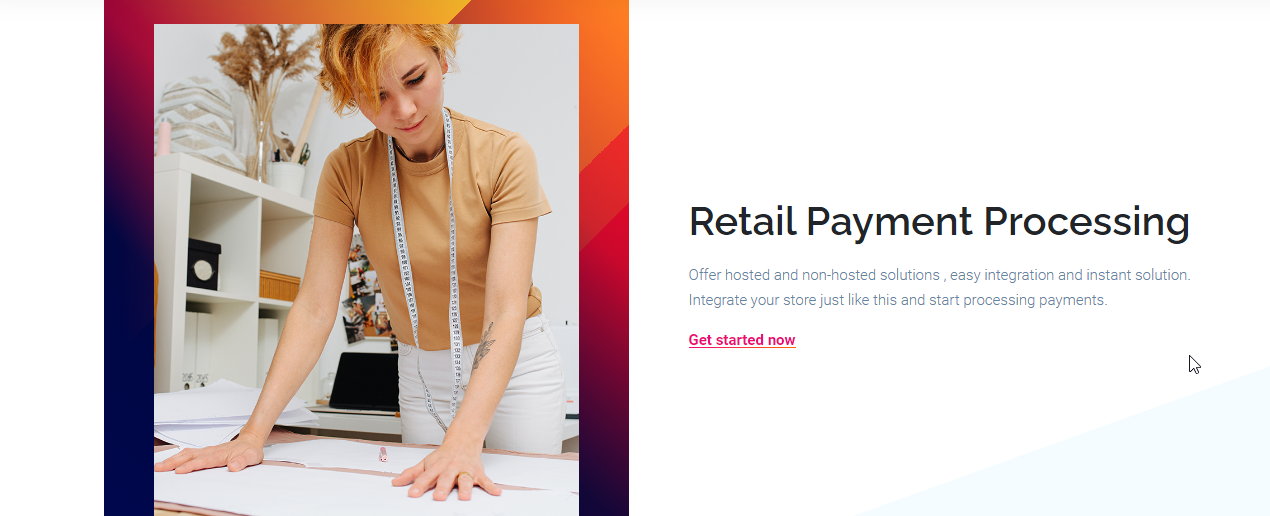 Retail Payment Processing
Offer hosted and non-hosted solutions , easy integration and instant solution.
Integrate your store just like this and start processing payments.
Get started now